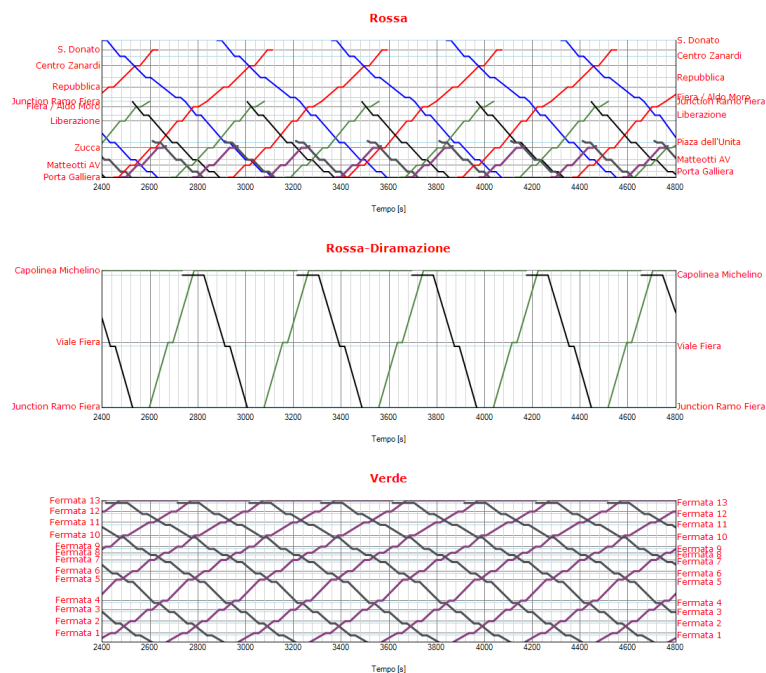 Rossa
S. Donato
Centro Zanardi
Repubblica
Junction Ramo Fiera
Fiera / Aldo Moro
Liberazione
Zucca
Matteotti AV
Porta Galliera
S. Donato
Centro Zanardi
Repubblica
Fiera / Aldo Moro
Junction Ramo Fiera
Liberazione
Piaza dell'Unita
Matteotti AV
Porta Galliera
2400 2600 2800 3000 3200 3400 3600 3800 4000 4200 4400 4600 4800
Tempo [s]
Rossa-Diramazione
Capolinea Michelino
Viale Fiera
Junction Ramo Fiera
Capolinea Michelino
Viale Fiera
Junction Ramo Fiera
2400 2600 2800 3000 3200 3400 3600 3800 4000 4200 4400 4600 4800
Tempo [s]
Verde
Fermata 13
Fermata 12
Fermata 11
Fermata 10
Fermata 9
Fermata 8
Fermata 7
Fermata 6
Fermata 5
Fermata 4
Fermata 3
Fermata 2
Fermata 1
Fermata 13
Fermata 12
Fermata 11
Fermata 10
Fermata 9
Fermata 8
Fermata 7
Fermata 6
Fermata 5
Fermata 4
Fermata 3
Fermata 2
Fermata 1
2400 2600 2800 3000 3200 3400 3600 3800 4000 4200 4400 4600 4800
Tempo [s]